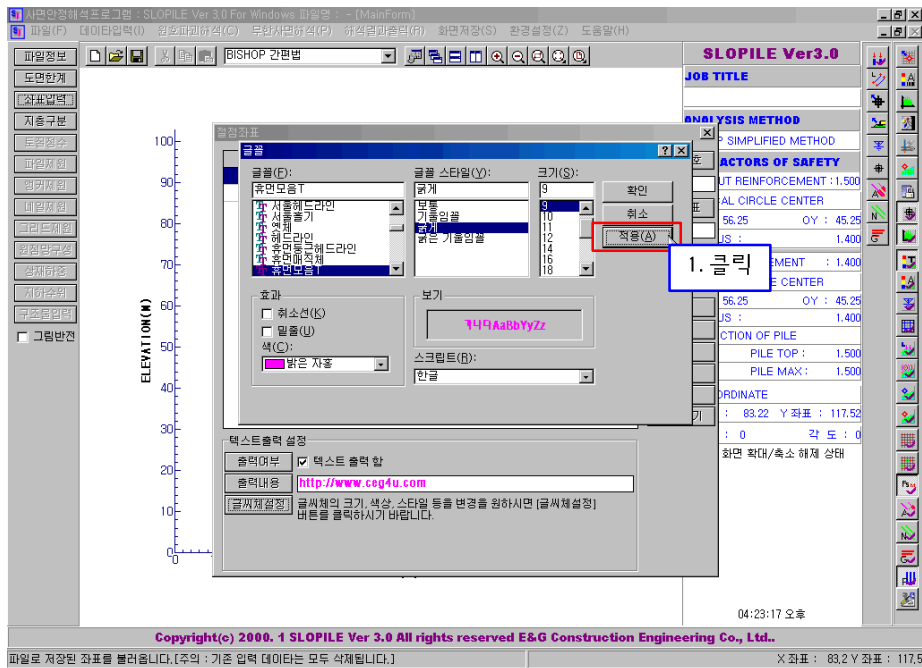 사면안정해석프로그램 : SLOPILE Ver 3,0 For Windows 파일명 : - [MainForm]
파일(F) 데이타입력(I) 원호파괴해석(C) 무한사면해석(P) 해석결과출력(R) 화면저장(S) 환경설정(Z) 도움말(H)
파일정보
BISHOP 간편법
도면한계
좌표입력
지층구분
토질정수
파일제원
앵커제원
네일제원
그리드제원
원점망구성
상재하중
지하수위
구조물입력
그림반전
ELEVATION(M)
100
90
80
70
60
50
40
30
20
10
0
0
절점좌표
글꼴
글꼴(F):
휴먼모음T
서울헤드라인
서울뽈기
옛체
헤드라인
휴먼둥근헤드라인
휴먼매직체
휴먼모음T
글꼴 스타일(Y):
굵게
보통
기울임꼴
굵게
굵은 기울임꼴
크기(S):
9
9
10
11
12
14
16
18
확인
취소
적용(A)
1. 클릭
효과
취소선(K)
밑줄(U)
색(C):
밝은 자홍
보기
가나다AaBbYyZz
스크립트(R):
한글
텍스트출력 설정
출력여부
텍스트 출력 함
출력내용
http://www.ceg4u.com
글씨체설정
글씨체의 크기, 색상, 스타일 등을 변경을 원하시면 [글씨체설정]
버튼을 클릭하시기 바랍니다.
SLOPILE Ver3.0
JOB TITLE
ANALYSIS METHOD
P SIMPLIFIED METHOD
ACTORS OF SAFETY
UT REINFORCEMENT : 1.500
AL CIRCLE CENTER
56.25 OY : 45.25
US : 1.400
EMENT : 1.400
E CENTER
56.25 OY : 45.25
US : 1.400
CTION OF PILE
PILE TOP : 1.500
PILE MAX : 1.500
ORDINATE
: 83.22 Y 좌표 : 117.52
: 0 각 도 : 0
화면 확대/축소 해제 상태
04:23:17 오후
Copyright(c) 2000. 1 SLOPILE Ver 3.0 All rights reserved E&G Construction Engineering Co., Ltd..
파일로 저장된 좌표를 불러옵니다.[주의 : 기존 입력 데이타는 모두 삭제됩니다.]
X 좌표 : 83,2 Y 좌표 : 117,5